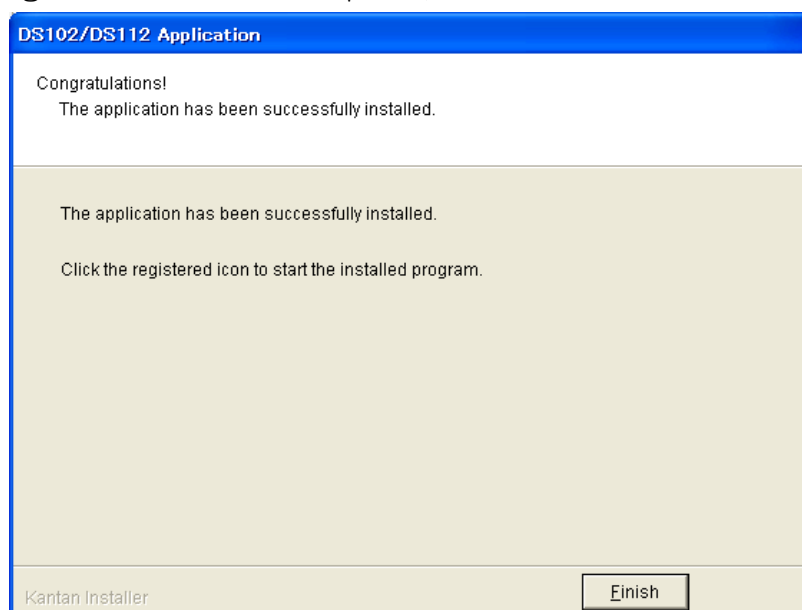 DS102/DS112 Application
Congratulations!
The application has been successfully installed.
The application has been successfully installed.
Click the registered icon to start the installed program.
Kantan Installer
Finish